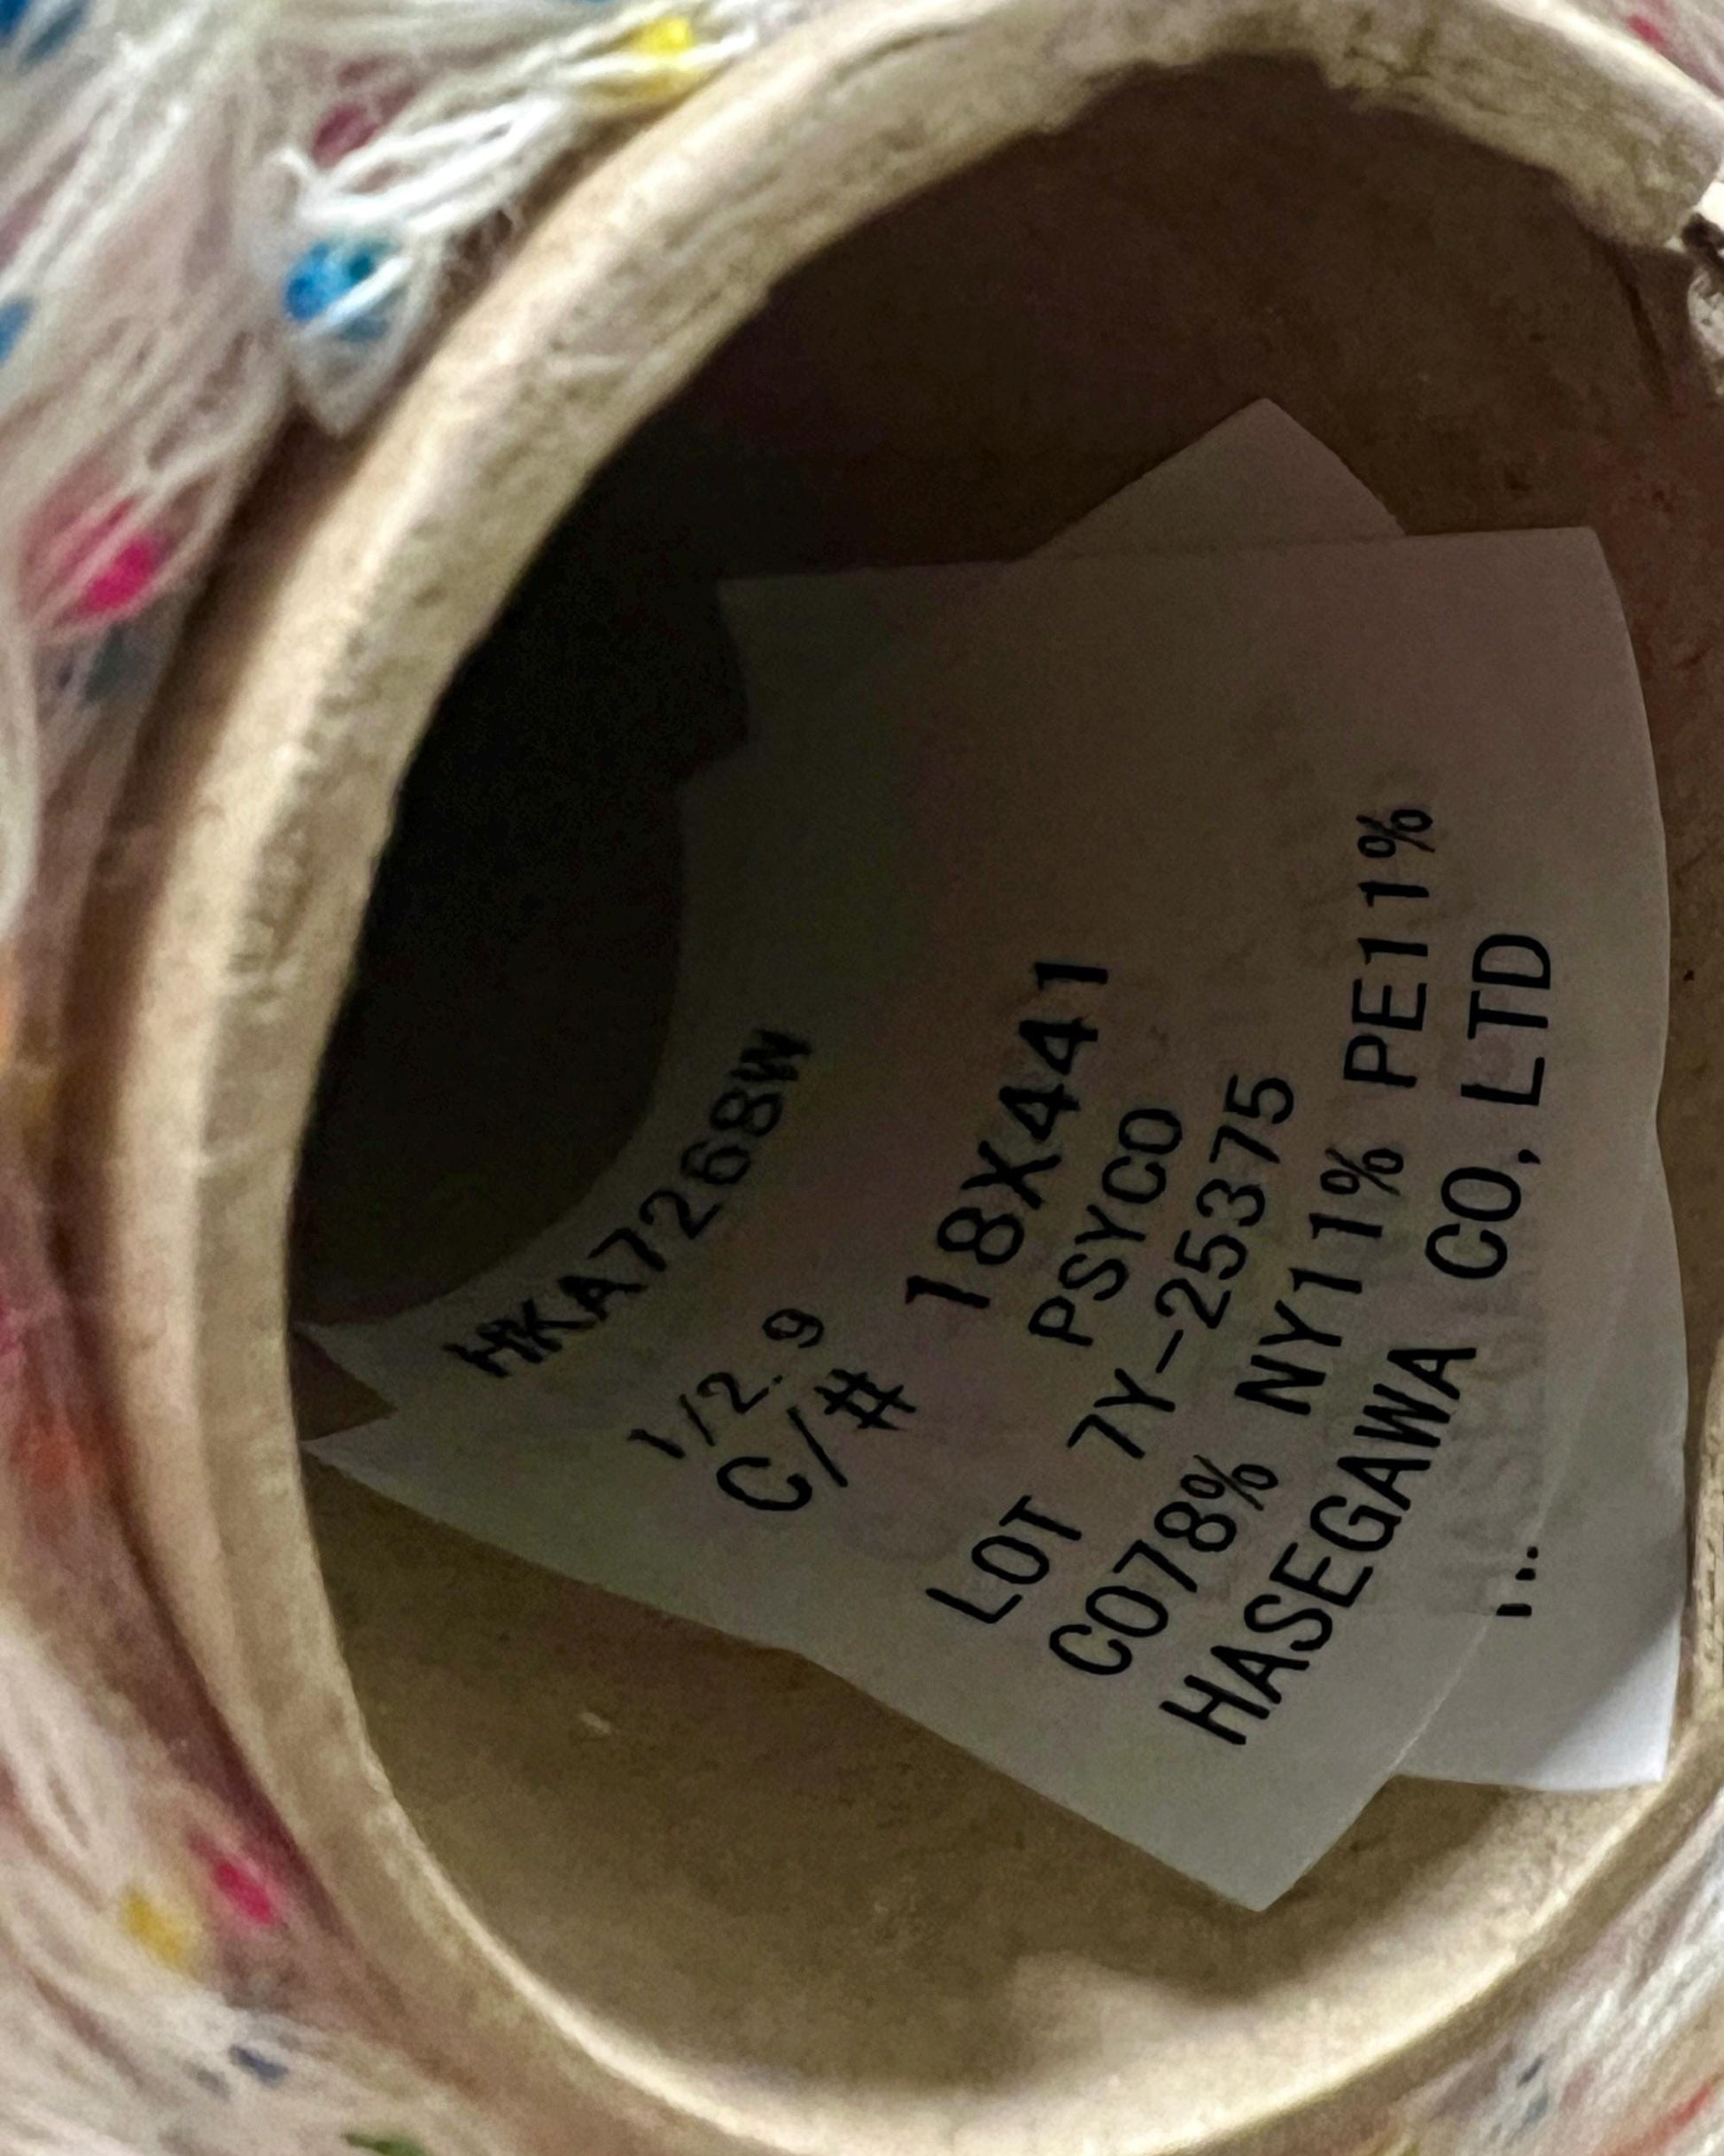 HKA7268W
1/2.9
C/# 18X441
PSYCO
LOT 7Y-25375
CO78% NY11% PE11%
HASEGAWA CO,LTD